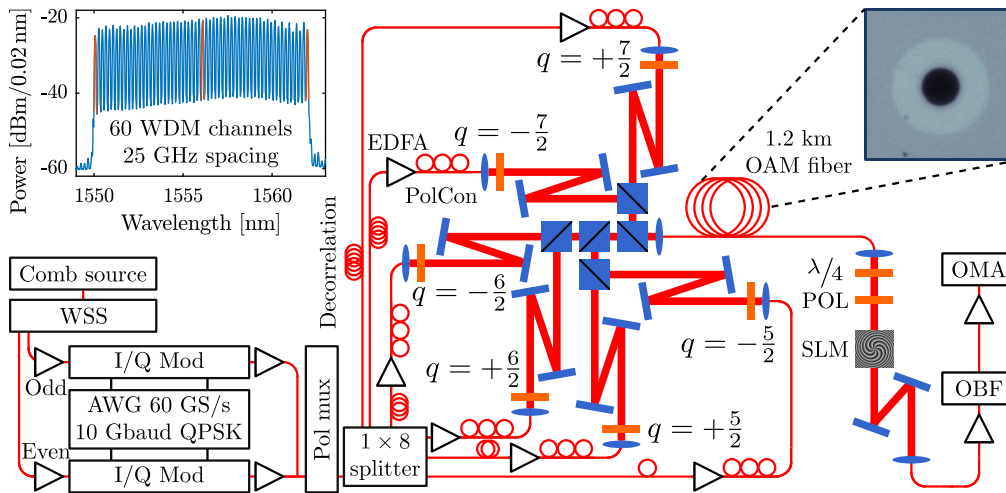 -20
-40
-60
Power [dBm/0.02 nm]
60 WDM channels
25 GHz spacing
1550
1555
1560
Wavelength [nm]
q = +7/2
q = −7/2
EDFA
PolCon
1.2 km
OAM fiber
Decorrelation
q = −6/2
q = +6/2
q = −5/2
q = +5/2
Comb source
WSS
I/Q Mod
Odd
AWG 60 GS/s
10 Gbaud QPSK
Even
I/Q Mod
Pol mux
1 × 8
splitter
λ/4
POL
SLM
OMA
OBF